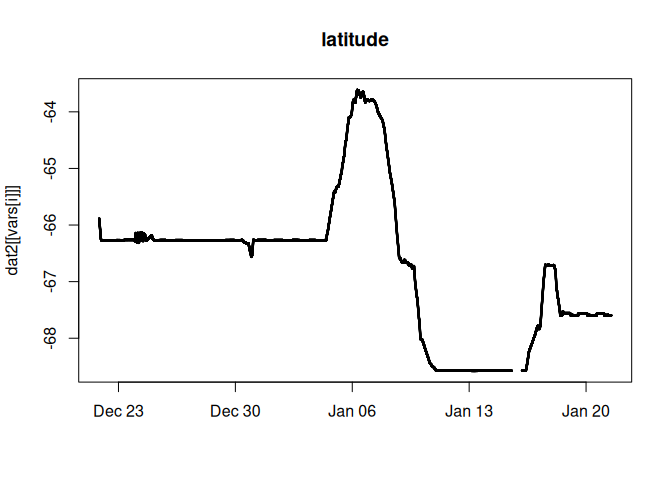 latitude
dat2[[vars[i]]]
-64
-65
-66
-67
-68
Dec 23
Dec 30
Jan 06
Jan 13
Jan 20